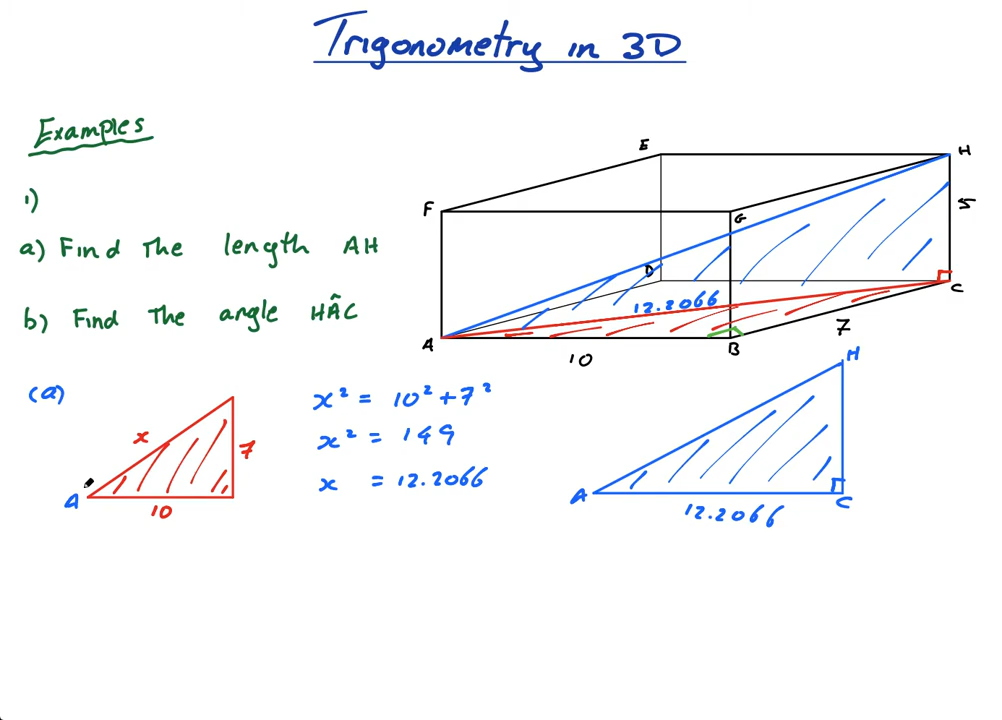 Trigonometry in 3D
Examples
1)
a) Find the length AH
b) Find the angle HÂC
E
H
F
G
5
D
C
12.2066
A
B
7
10
(a)
x
7
A
10
x² = 10² + 7²
x² = 149
x = 12.2066
H
A
C
12.2066